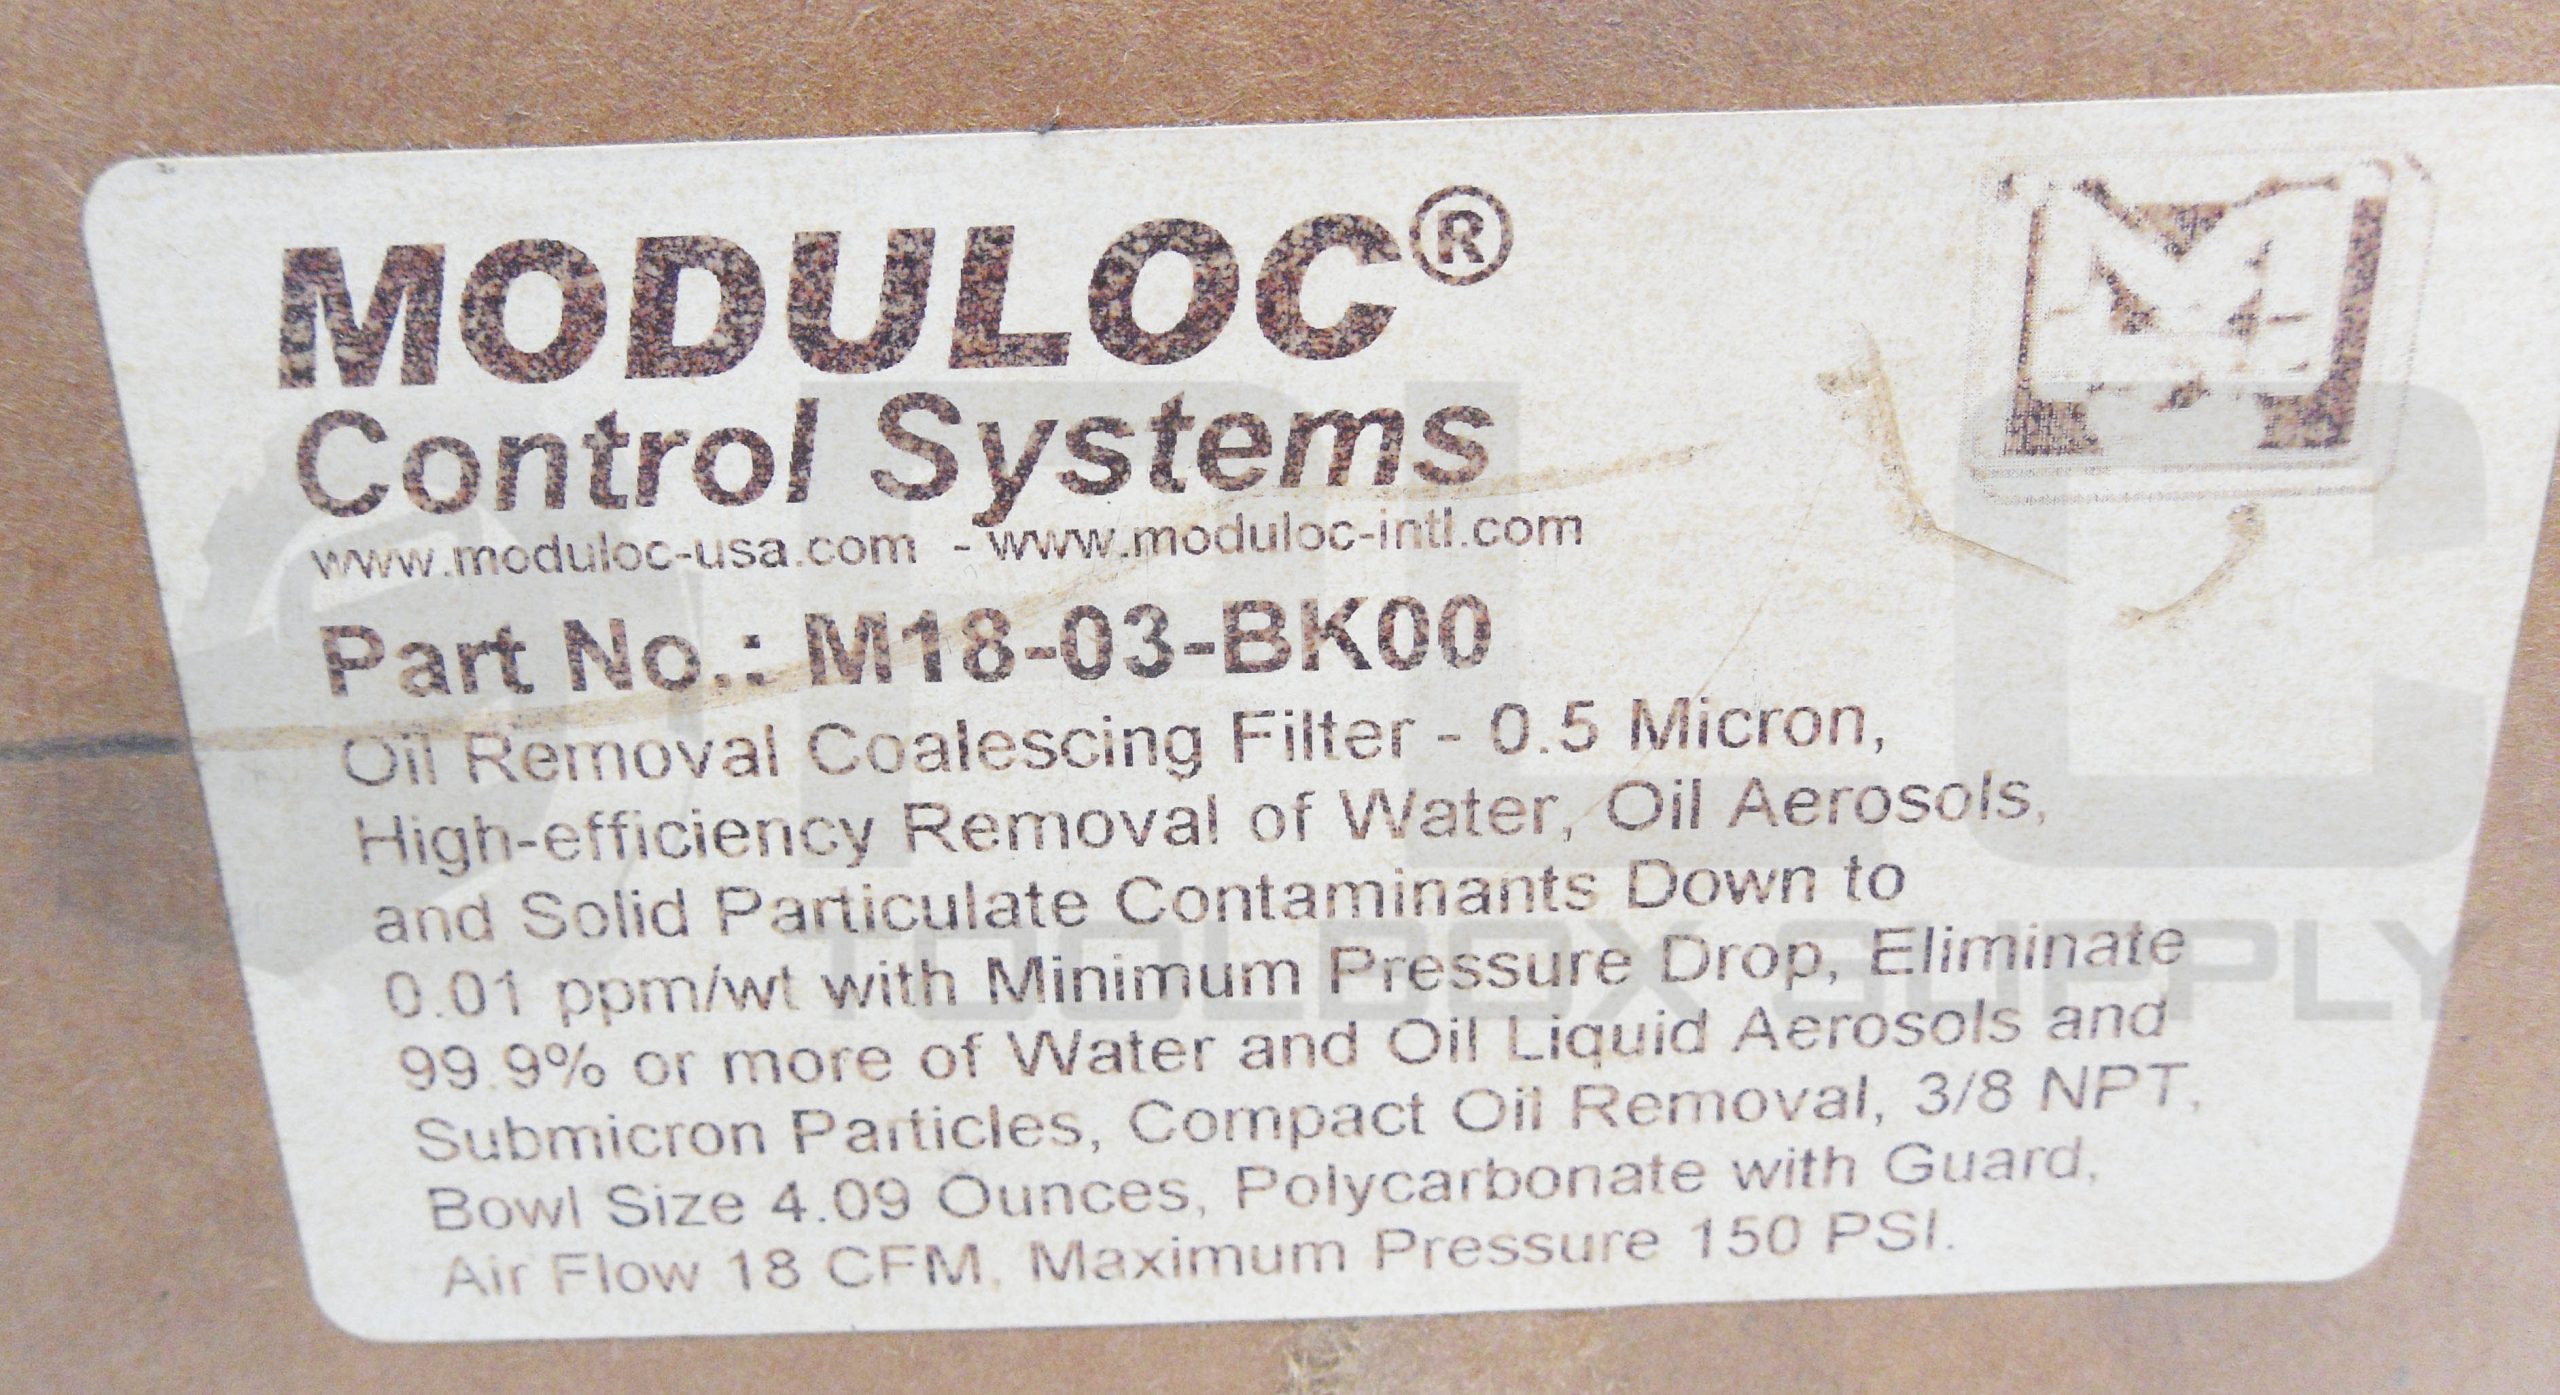 MODULOC®
Control Systems
www.moduloc-usa.com - www.moduloc-intl.com
Part No.: M18-03-BK00
Oil Removal Coalescing Filter - 0.5 Micron,
High-efficiency Removal of Water, Oil Aerosols,
and Solid Particulate Contaminants Down to
0.01 ppm/wt with Minimum Pressure Drop, Eliminate
99.9% or more of Water and Oil Liquid Aerosols and
Submicron Particles, Compact Oil Removal, 3/8 NPT,
Bowl Size 4.09 Ounces, Polycarbonate with Guard,
Air Flow 18 CFM, Maximum Pressure 150 PSI.
M
PLC
TOOLBOX SUPPLY